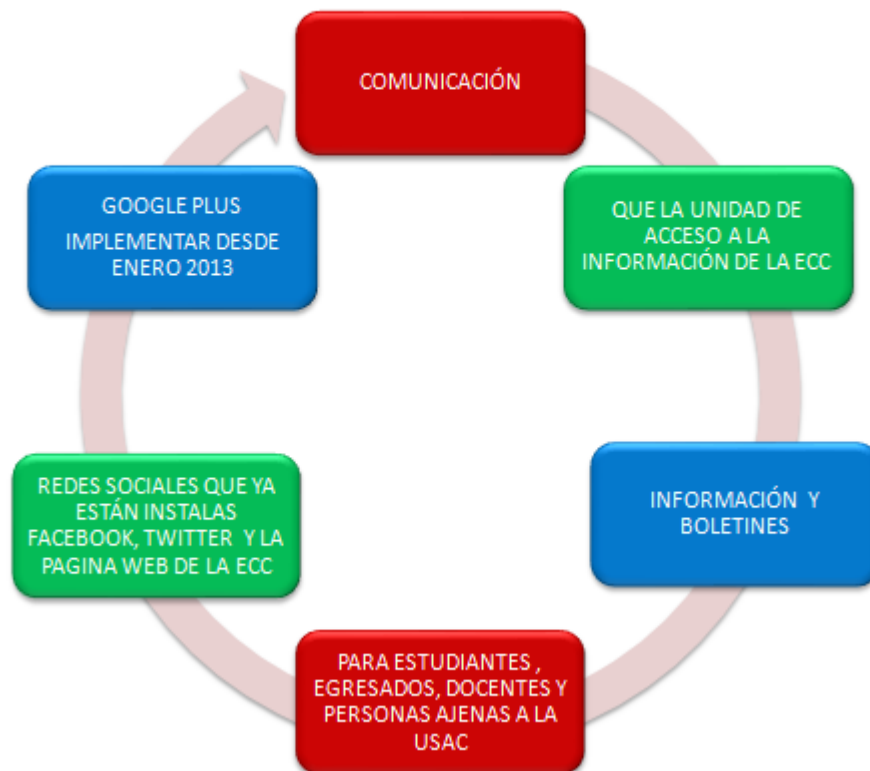 COMUNICACIÓN
QUE LA UNIDAD DE
ACCESO A LA
INFORMACIÓN DE LA ECC
INFORMACIÓN Y
BOLETINES
PARA ESTUDIANTES ,
EGRESADOS, DOCENTES Y
PERSONAS AJENAS A LA
USAC
REDES SOCIALES QUE YA
ESTÁN INSTALAS
FACEBOOK, TWITTER Y LA
PAGINA WEB DE LA ECC
GOOGLE PLUS
IMPLEMENTAR DESDE
ENERO 2013